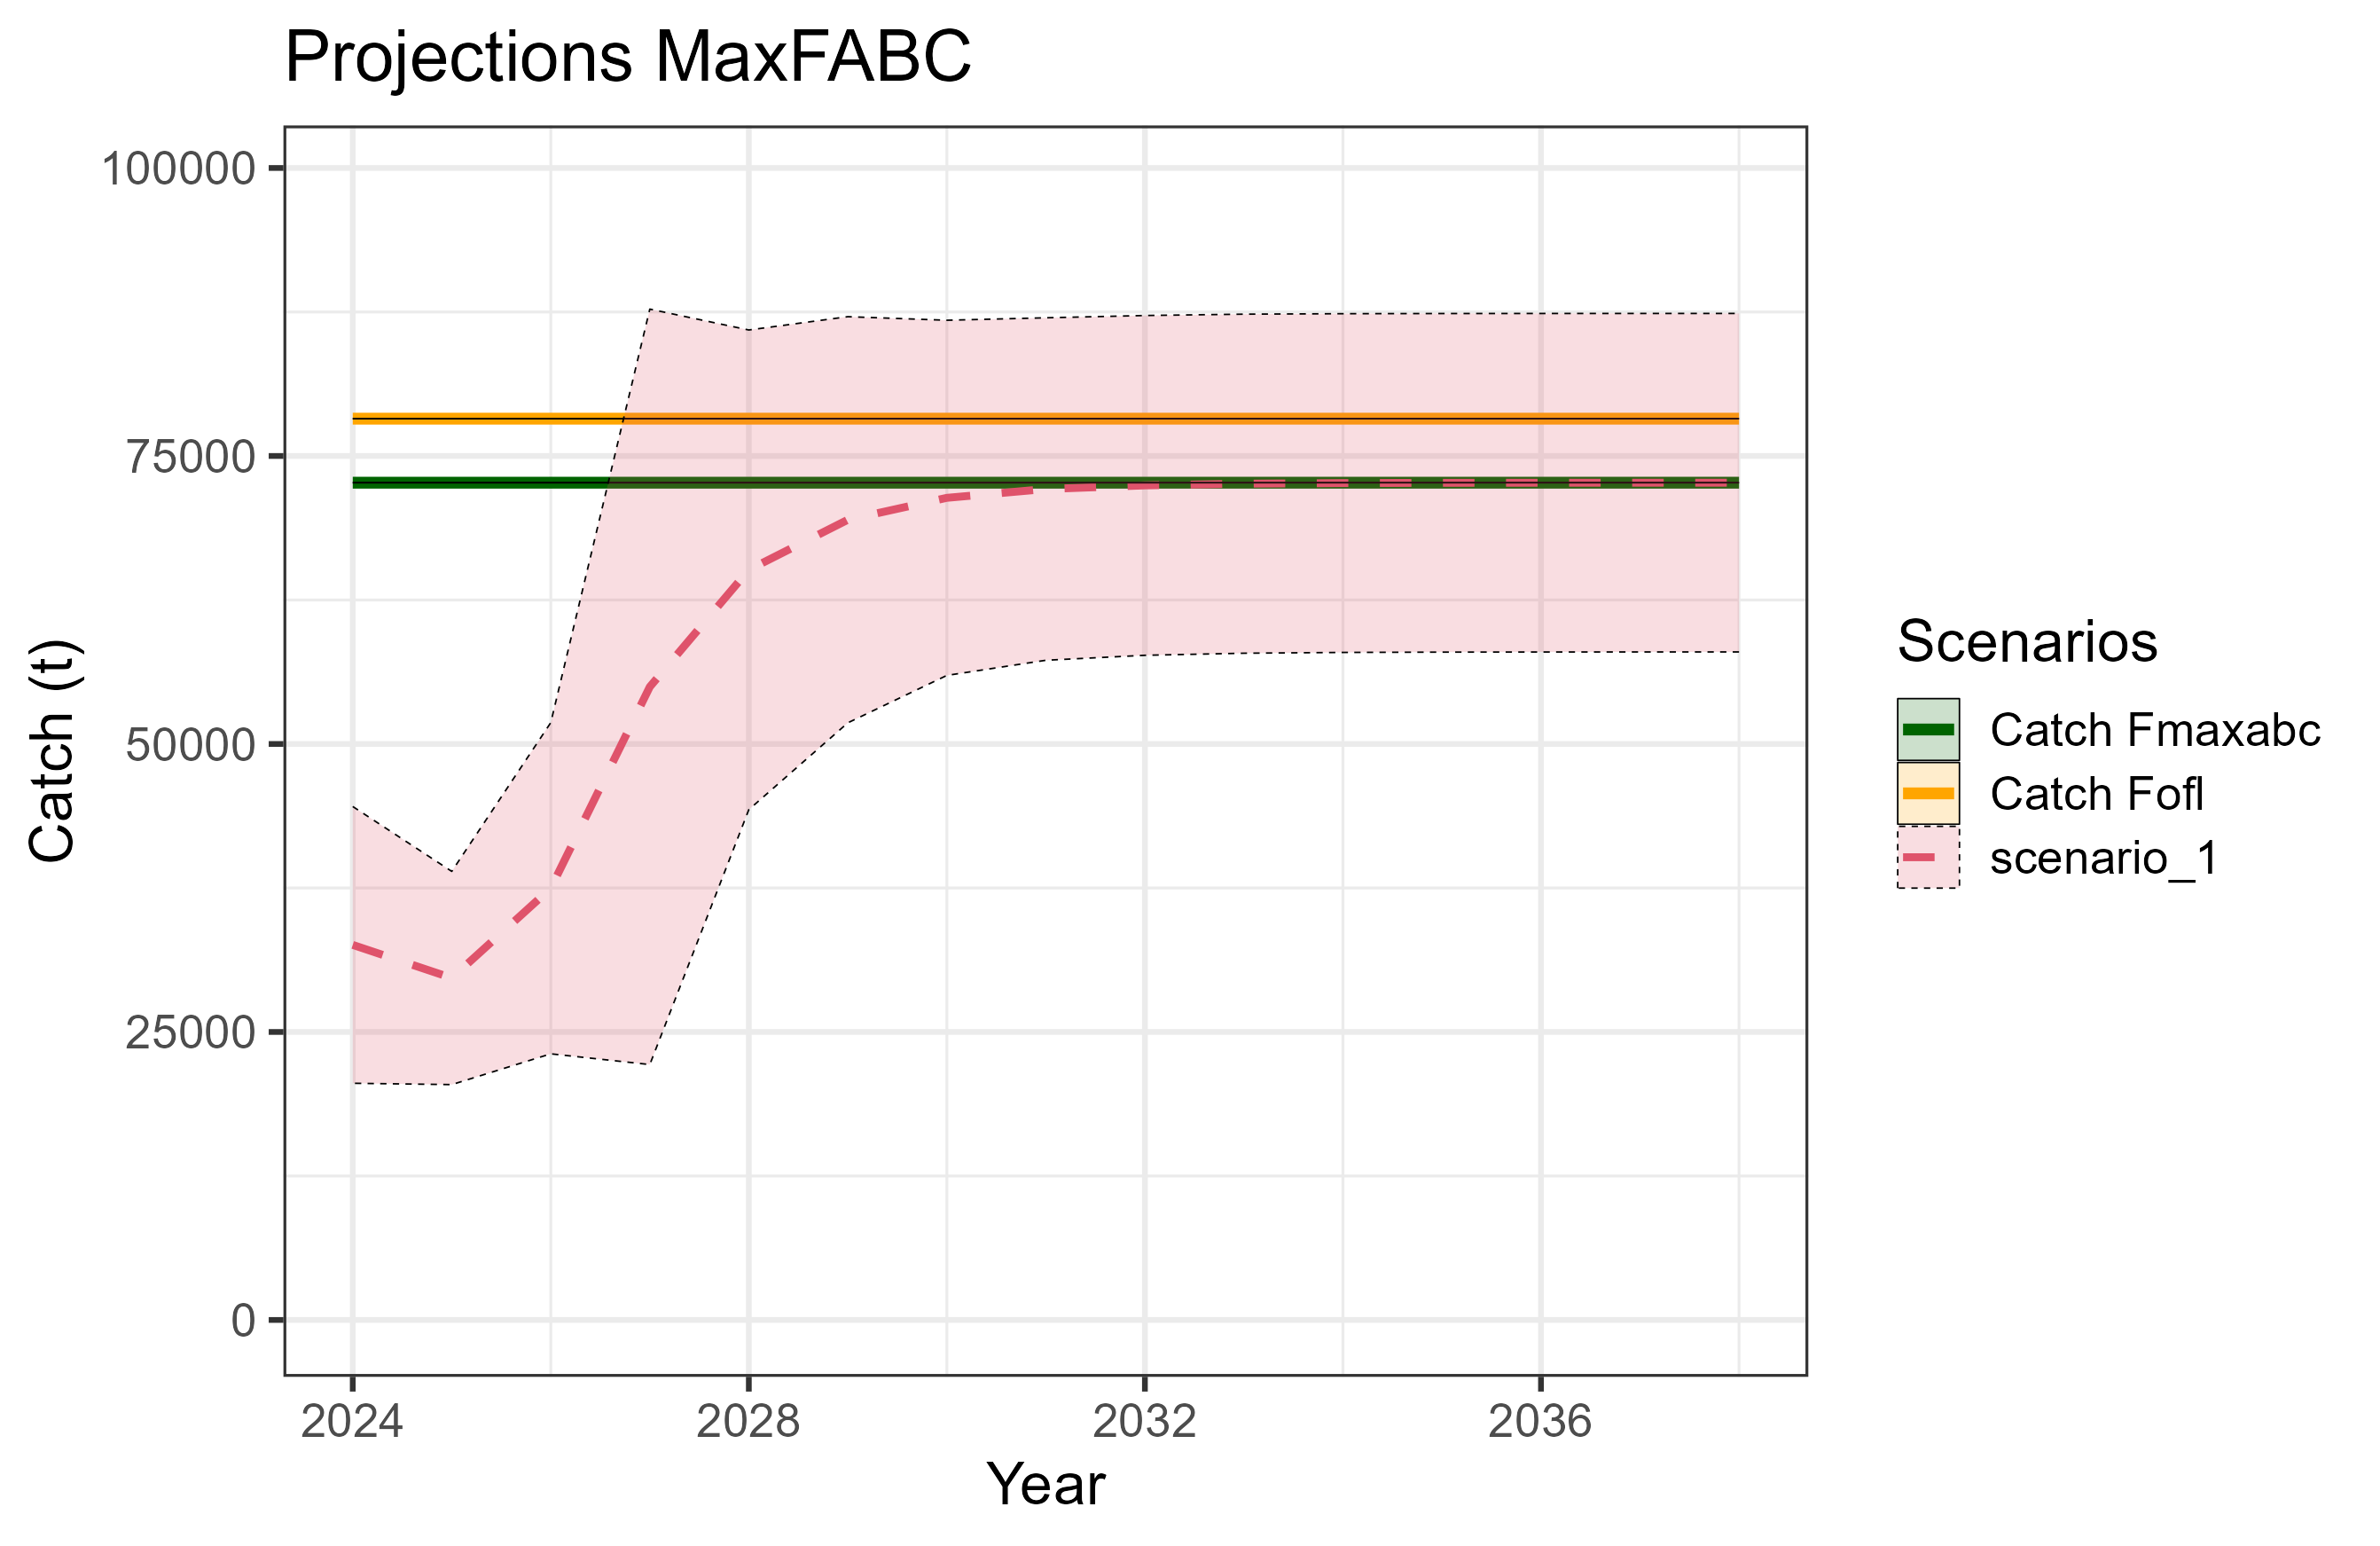 Projections MaxFABC
Catch (t)
100000
75000
50000
25000
0
2024 2028 2032 2036
Year
Scenarios
Catch Fmaxabc
Catch Fofl
scenario_1